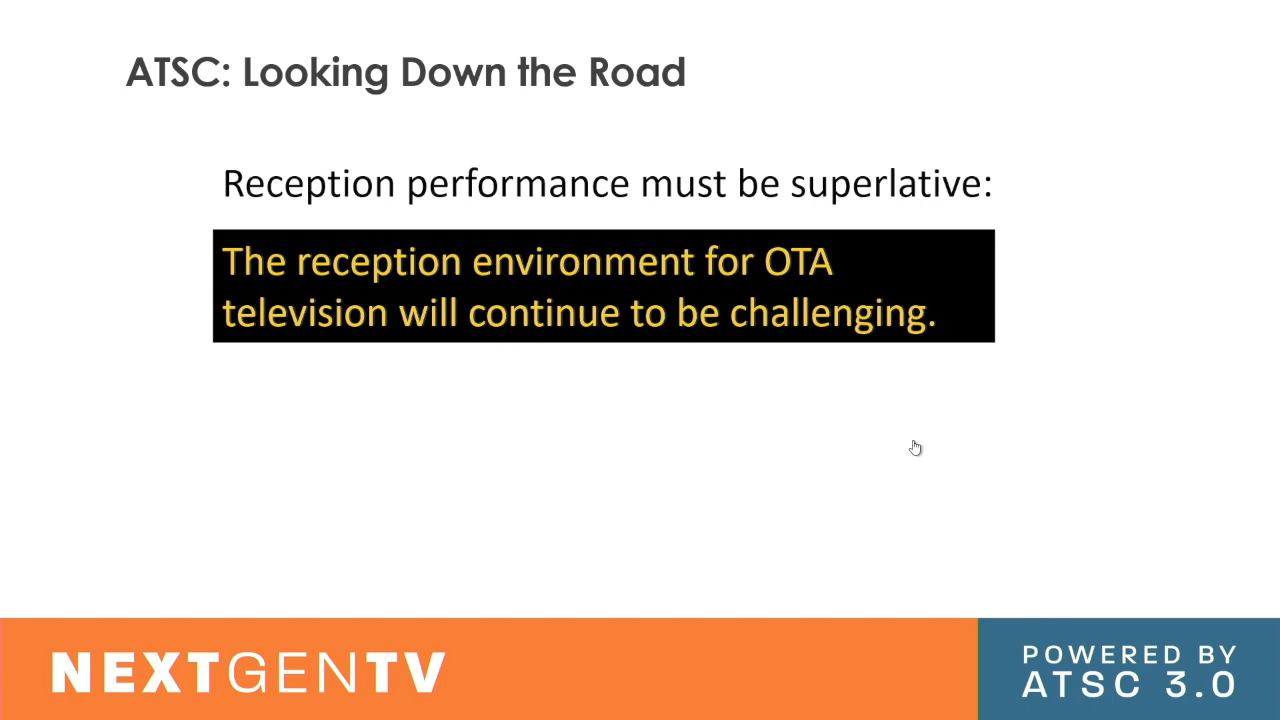 ATSC: Looking Down the Road
Reception performance must be superlative:
The reception environment for OTA
television will continue to be challenging.
NEXTGENTV
POWERED BY
ATSC 3.0